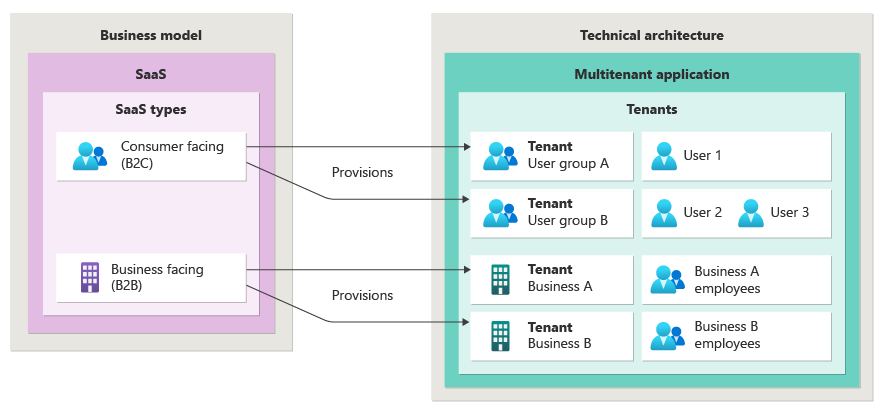 Business model
SaaS
SaaS types
Consumer facing
(B2C)
Business facing
(B2B)
Provisions
Provisions
Technical architecture
Multitenant application
Tenants
Tenant
User group A
User 1
Tenant
User group B
User 2
User 3
Tenant
Business A
Business A
employees
Tenant
Business B
Business B
employees